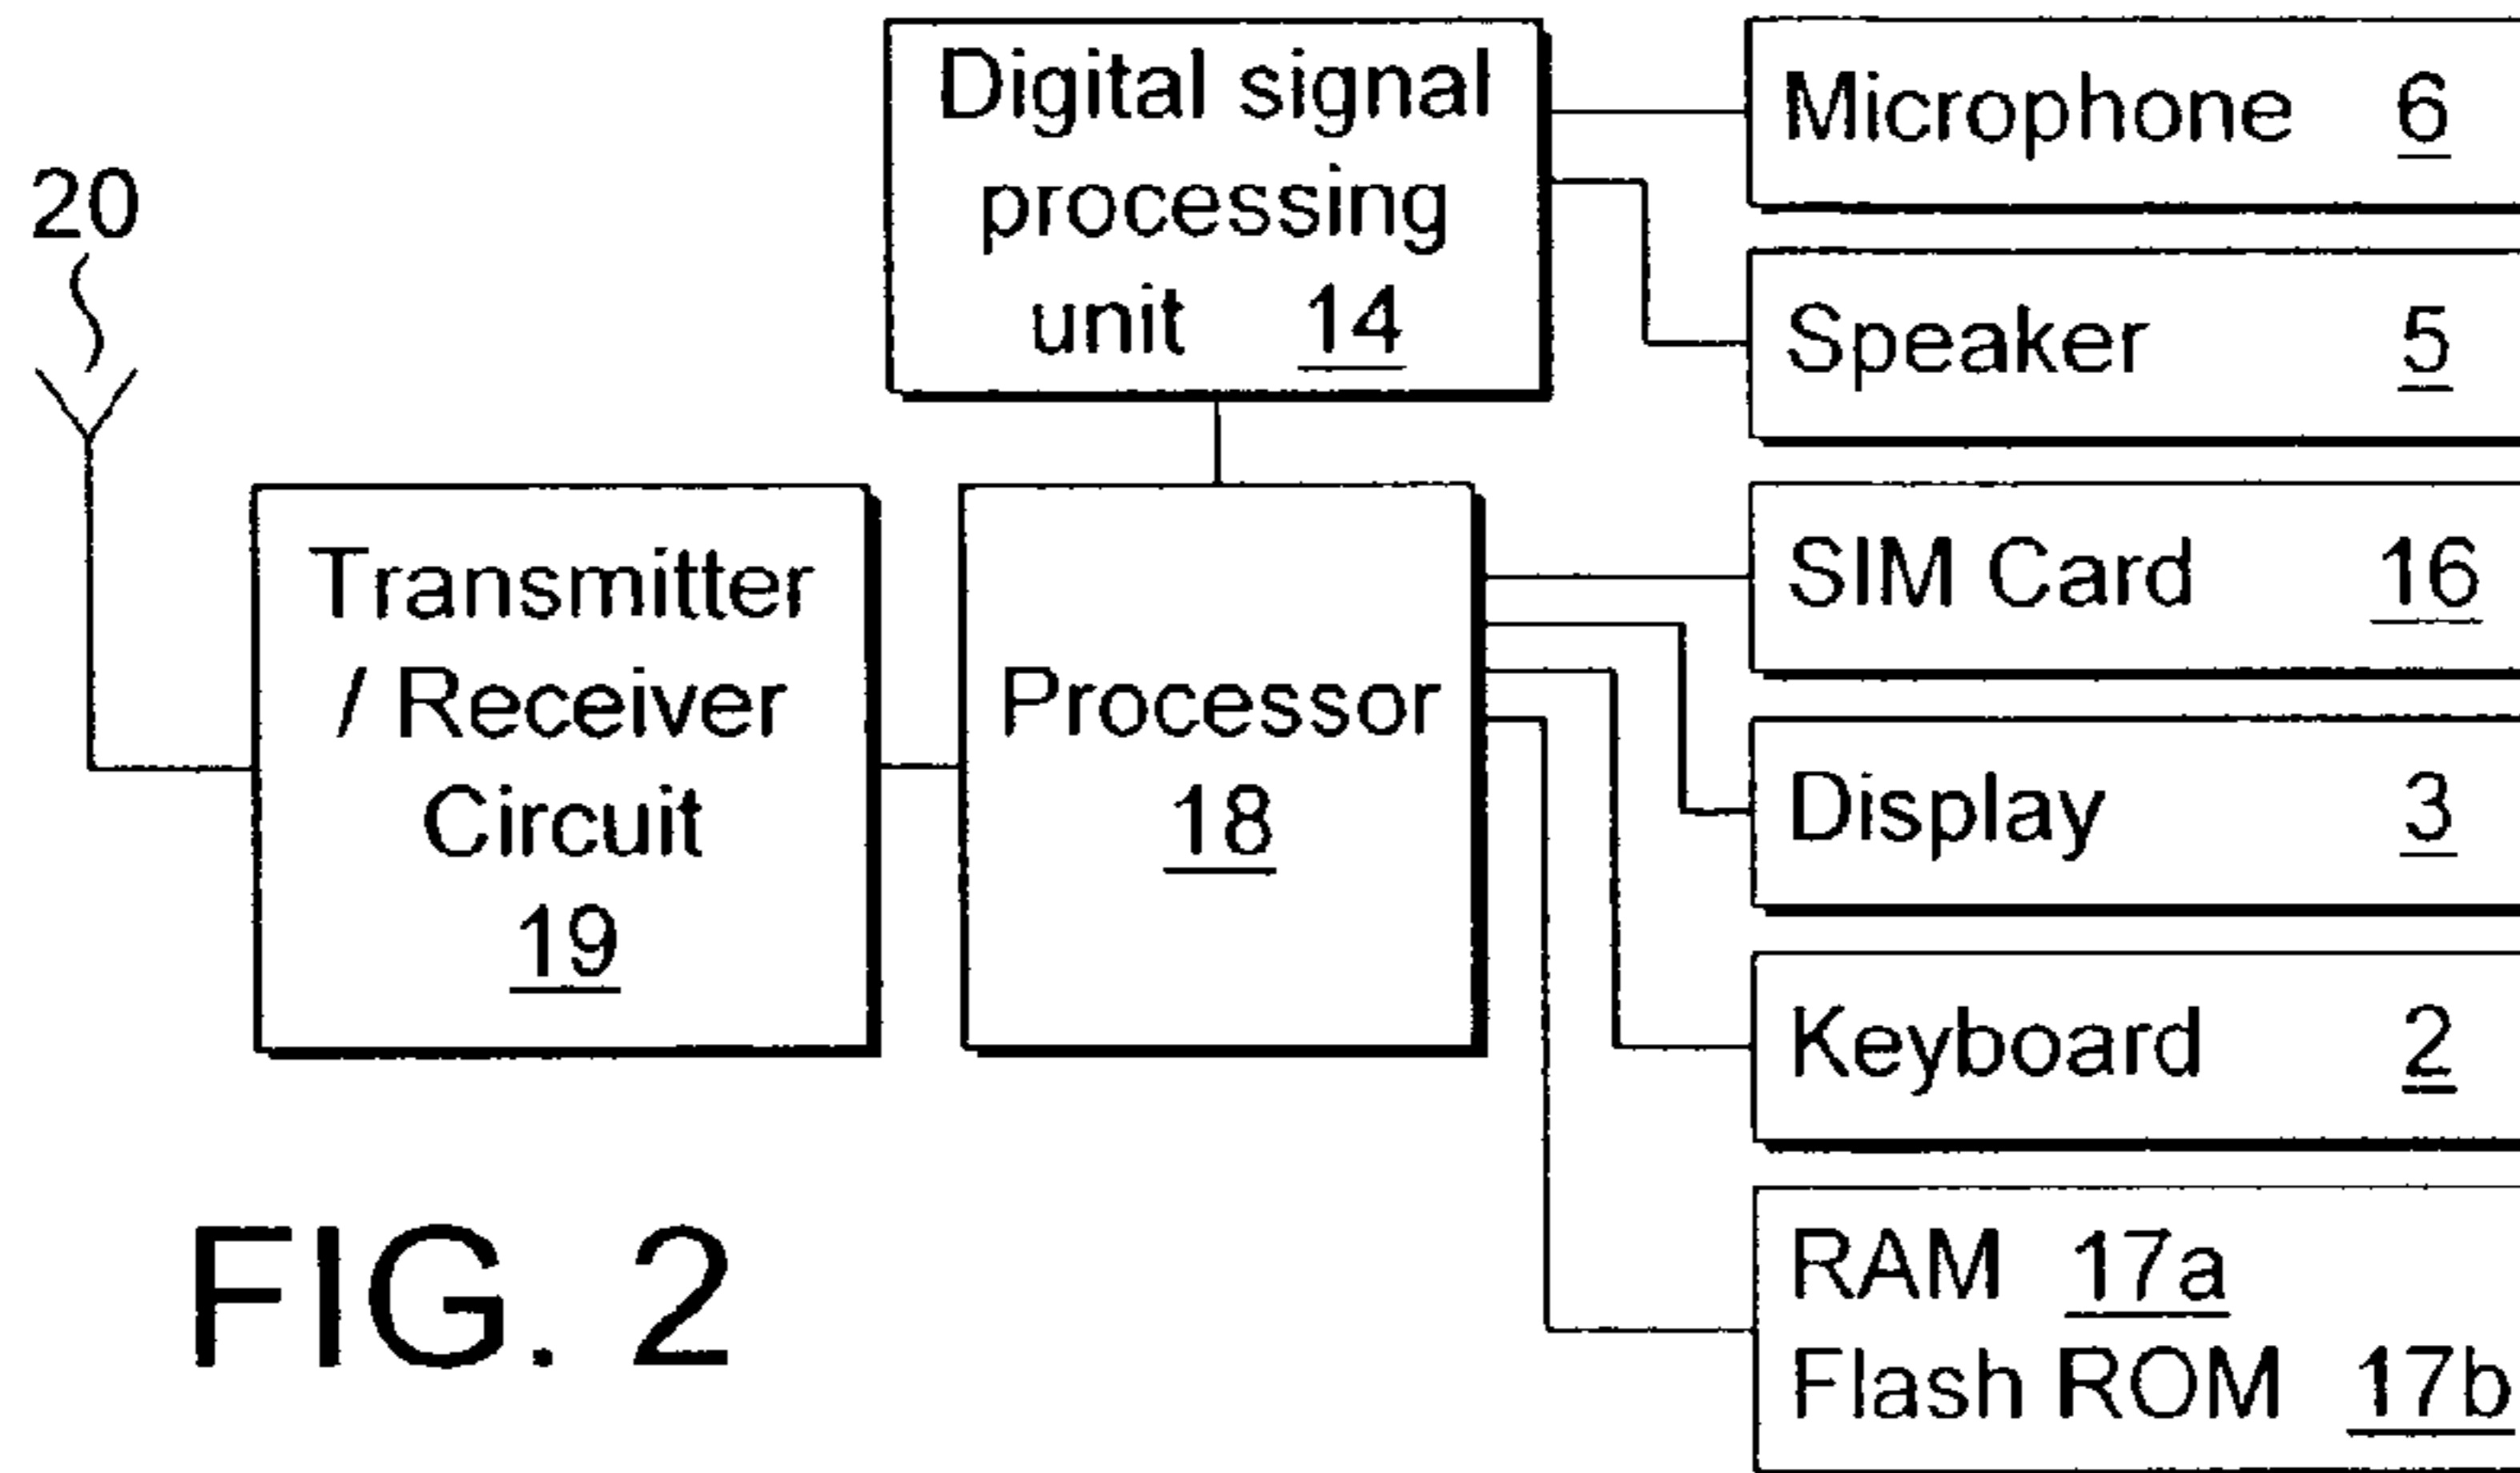 20
Digital signal
processing
unit 14
Microphone 6
Speaker 5
Transmitter
/ Receiver
Circuit
19
Processor
18
SIM Card 16
Display 3
Keyboard 2
RAM 17a
Flash ROM 17b
FIG. 2